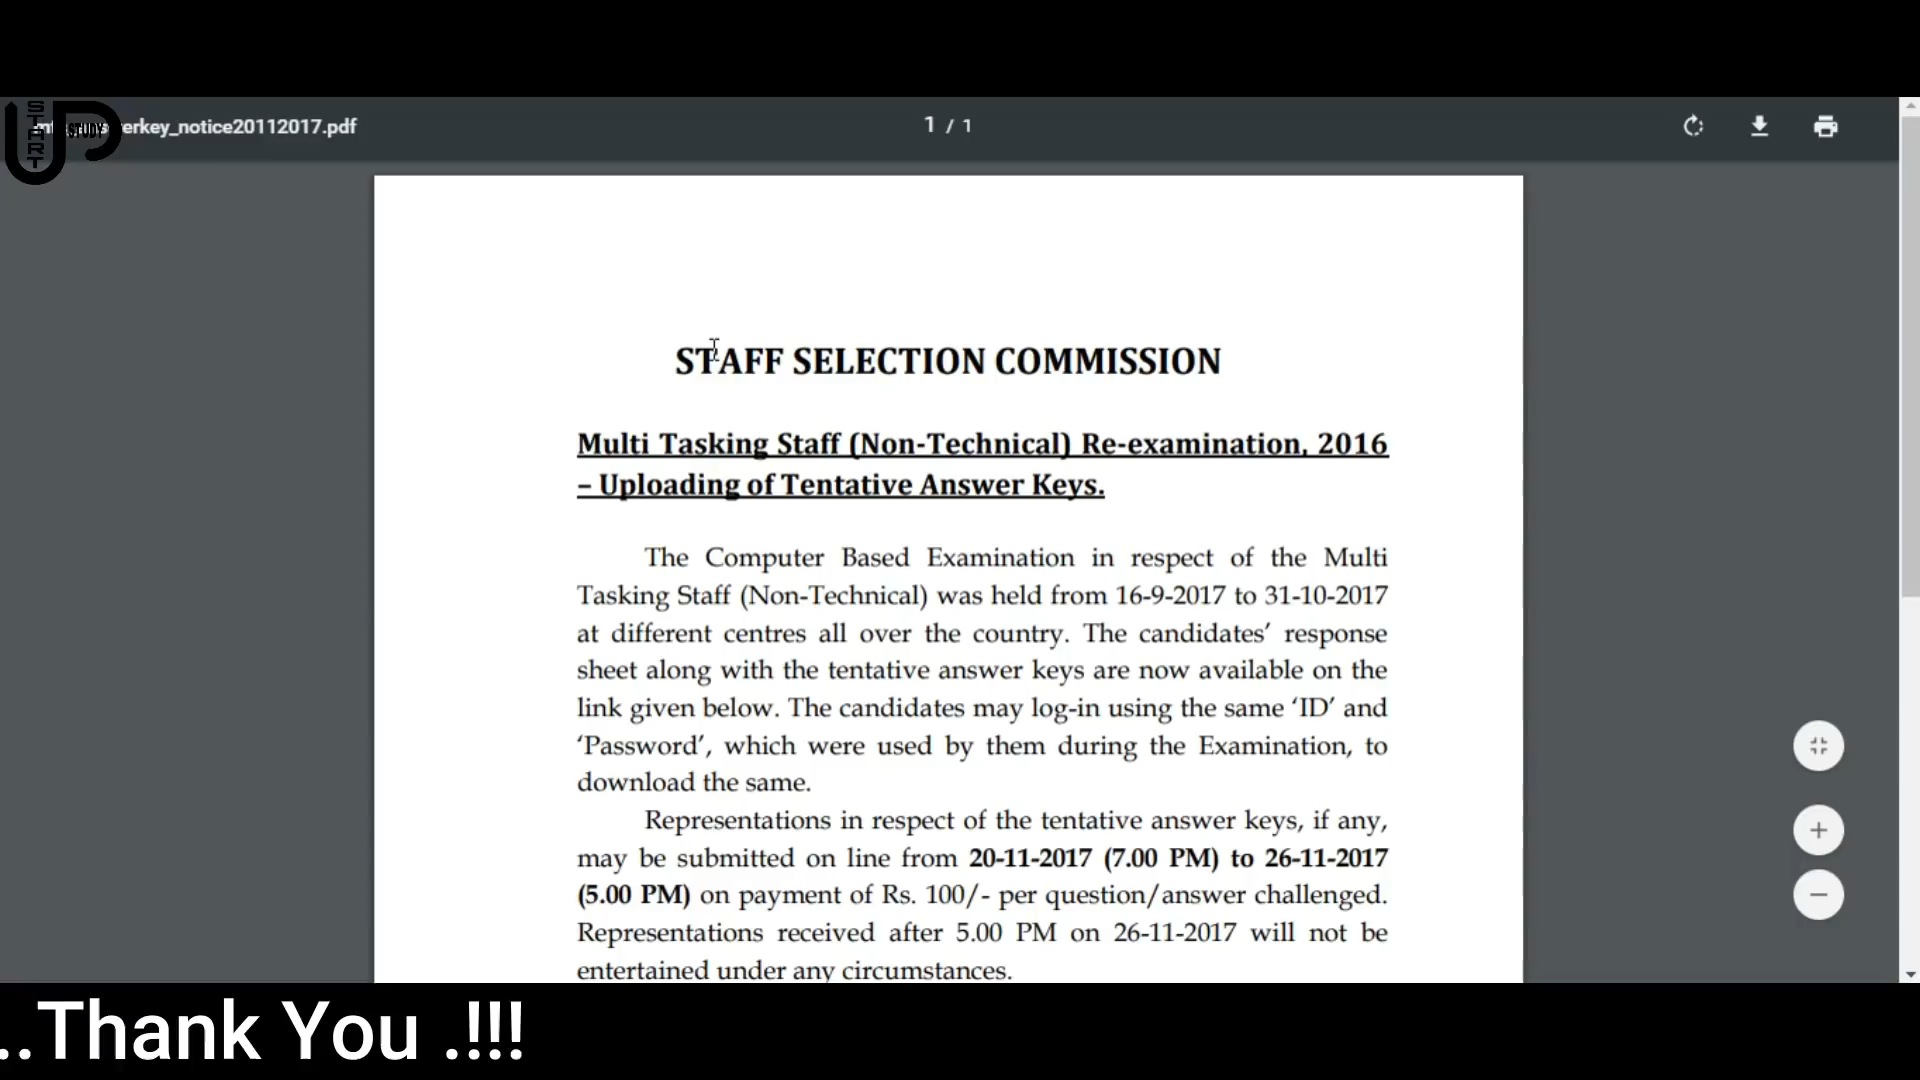 START
UP
STUDY
erkey_notice20112017.pdf
1 / 1
STAFF SELECTION COMMISSION
Multi Tasking Staff (Non-Technical) Re-examination, 2016
– Uploading of Tentative Answer Keys.
The Computer Based Examination in respect of the Multi
Tasking Staff (Non-Technical) was held from 16-9-2017 to 31-10-2017
at different centres all over the country. The candidates’ response
sheet along with the tentative answer keys are now available on the
link given below. The candidates may log-in using the same ‘ID’ and
‘Password’, which were used by them during the Examination, to
download the same.
Representations in respect of the tentative answer keys, if any,
may be submitted on line from 20-11-2017 (7.00 PM) to 26-11-2017
(5.00 PM) on payment of Rs. 100/- per question/answer challenged.
Representations received after 5.00 PM on 26-11-2017 will not be
entertained under any circumstances.
..Thank You .!!!